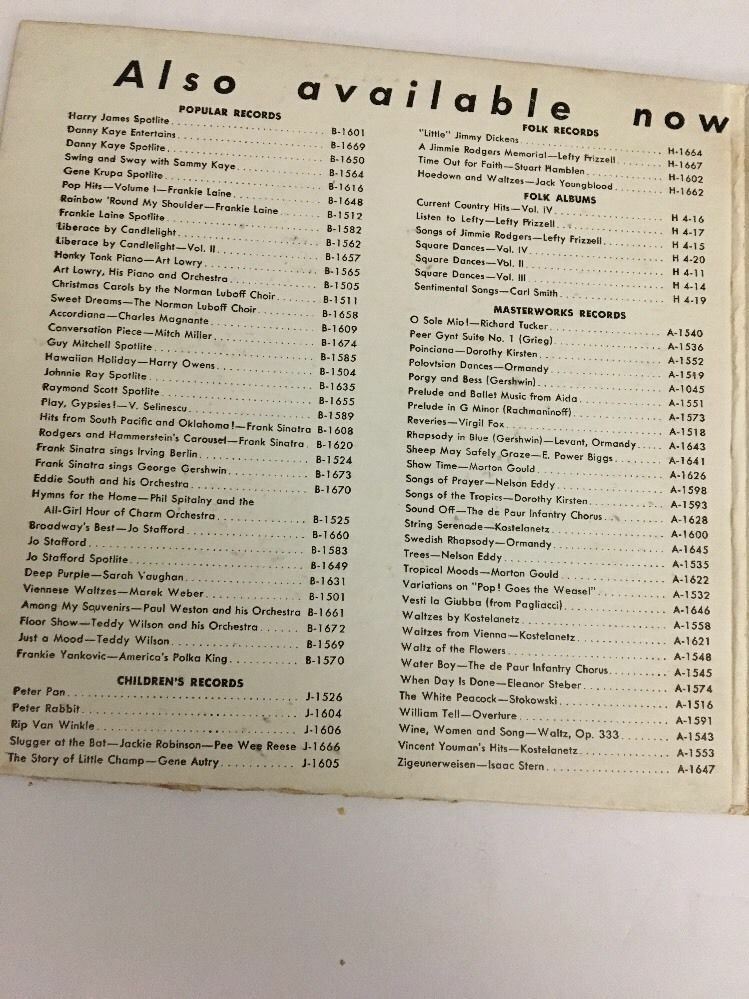 Also available now
POPULAR RECORDS
Harry James Spotlite B-1601
Danny Kaye Entertains B-1669
Danny Kaye Spotlite B-1650
Swing and Sway with Sammy Kaye B-1564
Gene Krupa Spotlite B-1616
Pop Hits—Volume I—Frankie Laine B-1648
Rainbow 'Round My Shoulder—Frankie Laine B-1512
Frankie Laine Spotlite B-1582
Liberace by Candlelight B-1562
Liberace by Candlelight—Vol. II B-1657
Honky Tonk Piano—Art Lowry B-1565
Art Lowry, His Piano and Orchestra B-1505
Christmas Carols by the Norman Luboff Choir B-1511
Sweet Dreams—The Norman Luboff Choir B-1658
Accordiana—Charles Magnante B-1609
Conversation Piece—Mitch Miller B-1674
Guy Mitchell Spotlite B-1585
Hawaiian Holiday—Harry Owens B-1504
Johnnie Ray Spotlite B-1635
Raymond Scott Spotlite B-1655
Play, Gypsies!—V. Selinescu B-1589
Hits from South Pacific and Oklahoma!—Frank Sinatra B-1608
Rodgers and Hammerstein's Carousel—Frank Sinatra B-1620
Frank Sinatra sings Irving Berlin B-1524
Frank Sinatra sings George Gershwin B-1673
Eddie South and his Orchestra B-1670
Hymns for the Home—Phil Spitalny and the
All-Girl Hour of Charm Orchestra B-1525
Broadway's Best—Jo Stafford B-1660
Jo Stafford B-1583
Jo Stafford Spotlite B-1649
Deep Purple—Sarah Vaughan B-1631
Viennese Waltzes—Marek Weber B-1501
Among My Souvenirs—Paul Weston and his Orchestra B-1661
Floor Show—Teddy Wilson and his Orchestra B-1672
Just a Mood—Teddy Wilson B-1569
Frankie Yankovic—America's Polka King B-1570
CHILDREN'S RECORDS
Peter Pan J-1526
Peter Rabbit J-1604
Rip Van Winkle J-1606
Slugger at the Bat—Jackie Robinson—Pee Wee Reese J-1666
The Story of Little Champ—Gene Autry J-1605
FOLK RECORDS
"Little" Jimmy Dickens H-1664
A Jimmie Rodgers Memorial—Lefty Frizzell H-1667
Time Out for Faith—Stuart Hamblen H-1602
Hoedown and Waltzes—Jack Youngblood H-1662
FOLK ALBUMS
Current Country Hits—Vol. IV H 4-16
Listen to Lefty—Lefty Frizzell H 4-17
Songs of Jimmie Rodgers—Lefty Frizzell H 4-15
Square Dances—Vol. IV H 4-20
Square Dances—Vol. II H 4-11
Square Dances—Vol. III H 4-14
Sentimental Songs—Carl Smith H 4-19
MASTERWORKS RECORDS
O Sole Mio!—Richard Tucker A-1540
Peer Gynt Suite No. 1 (Grieg) A-1536
Poinciana—Dorothy Kirsten A-1552
Polovtsian Dances—Ormandy A-1519
Porgy and Bess (Gershwin) A-1045
Prelude and Ballet Music from Aida A-1551
Prelude in G Minor (Rachmaninoff) A-1573
Reveries—Virgil Fox A-1518
Rhapsody in Blue (Gershwin)—Levant, Ormandy A-1643
Sheep May Safely Graze—E. Power Biggs A-1641
Show Time—Morton Gould A-1626
Songs of Prayer—Nelson Eddy A-1598
Songs of the Tropics—Dorothy Kirsten A-1593
Sound Off—The de Paur Infantry Chorus A-1628
String Serenade—Kostelanetz A-1600
Swedish Rhapsody—Ormandy A-1645
Trees—Nelson Eddy A-1535
Tropical Moods—Morton Gould A-1622
Variations on "Pop! Goes the Weasel" A-1532
Vesti la Giubba (from Pagliacci) A-1646
Waltzes by Kostelanetz A-1558
Waltzes from Vienna—Kostelanetz A-1621
Waltz of the Flowers A-1548
Water Boy—The de Paur Infantry Chorus A-1545
When Day Is Done—Eleanor Steber A-1574
The White Peacock—Stokowski A-1516
William Tell—Overture A-1591
Wine, Women and Song—Waltz, Op. 333 A-1543
Vincent Youman's Hits—Kostelanetz A-1553
Zigeunerweisen—Isaac Stern A-1647